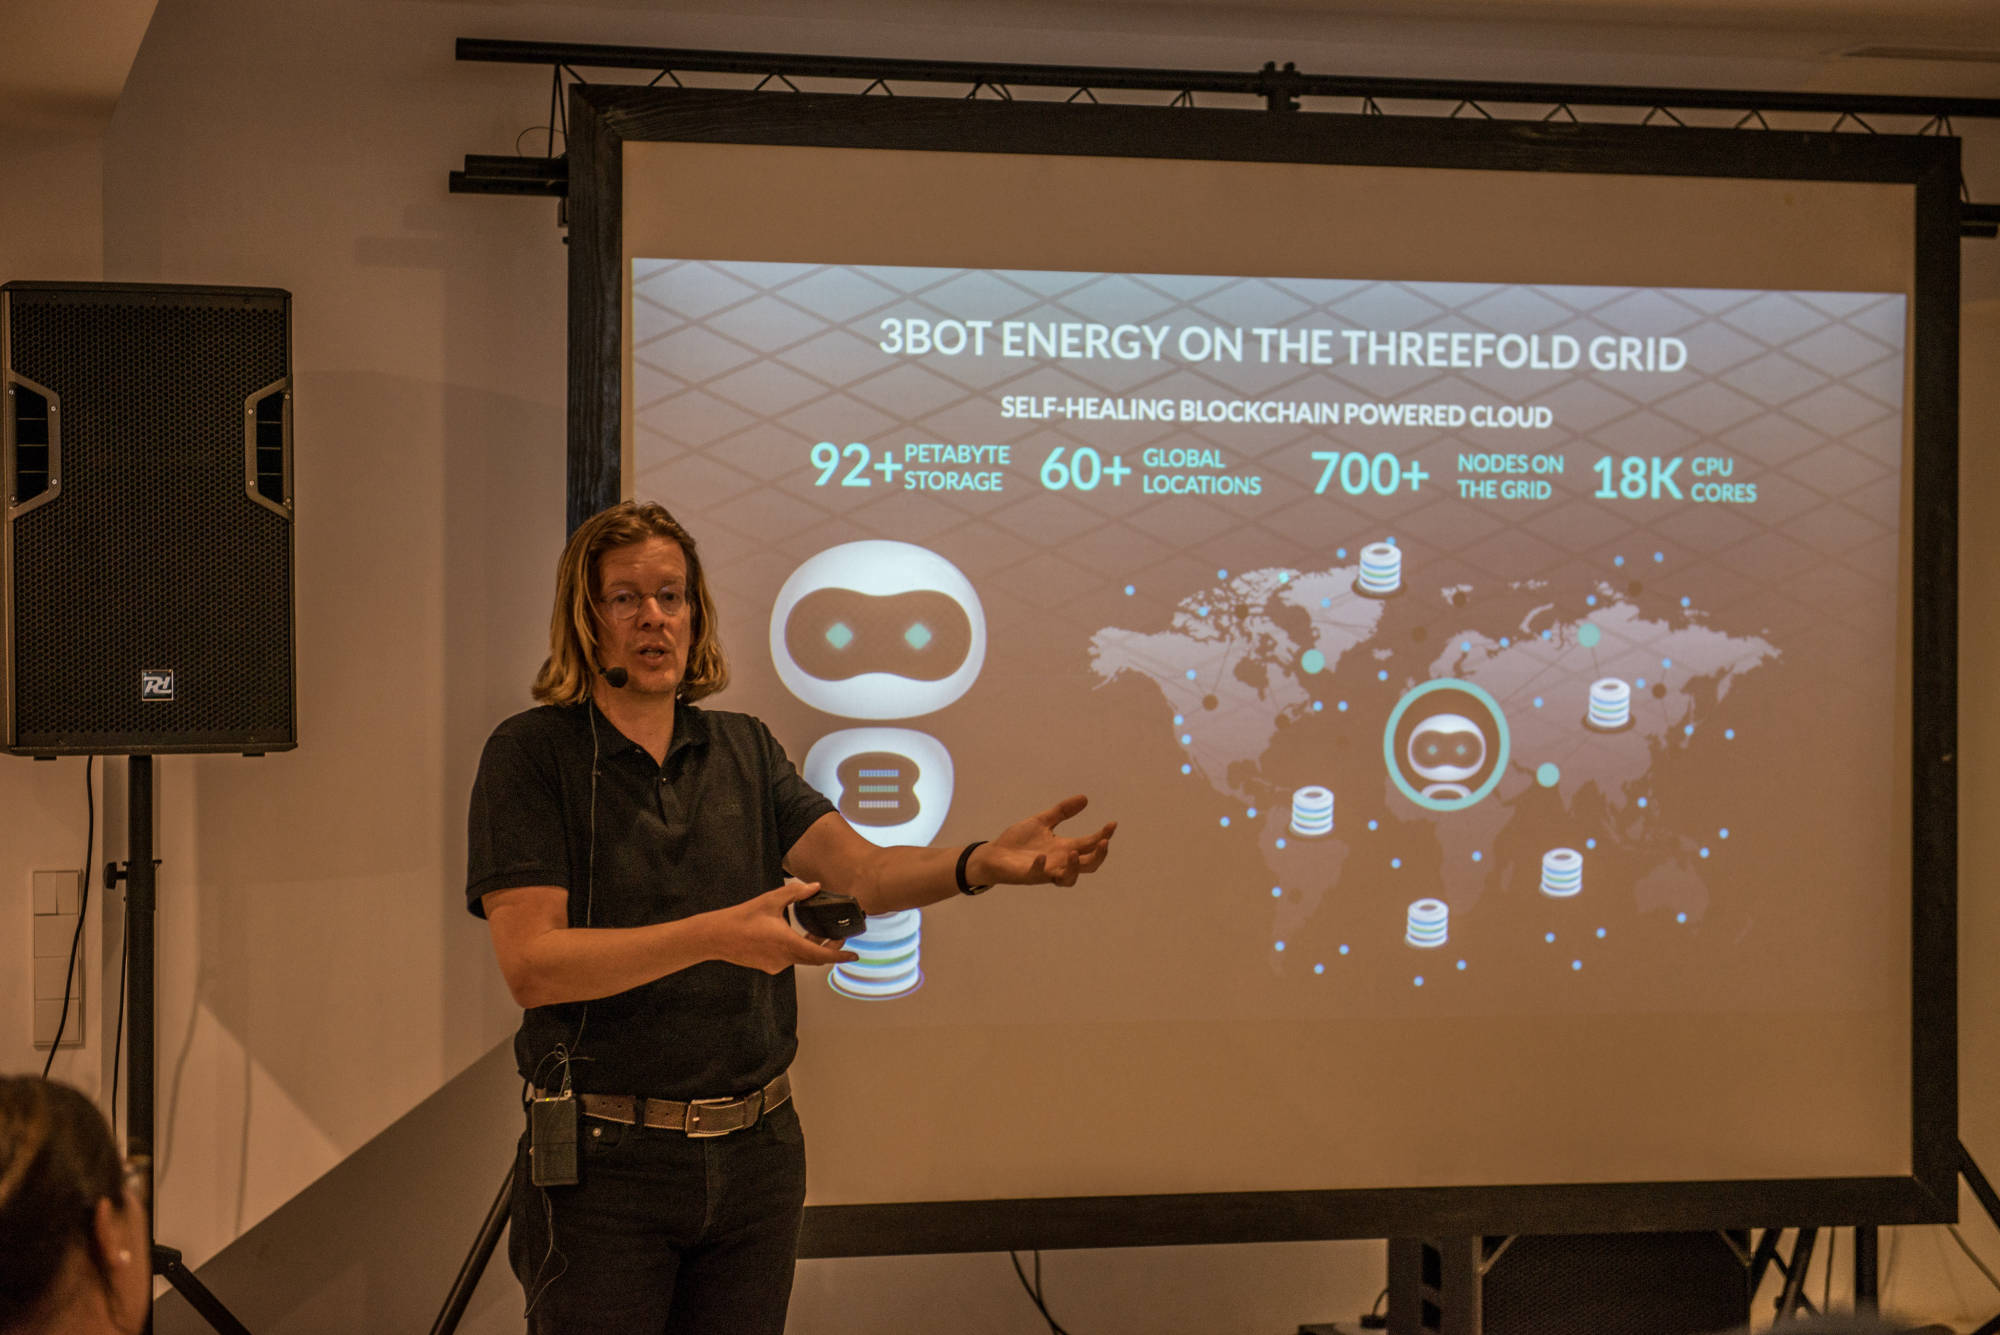 3BOT ENERGY ON THE THREEFOLD GRID
SELF-HEALING BLOCKCHAIN POWERED CLOUD
92+ PETABYTE STORAGE
60+ GLOBAL LOCATIONS
700+ NODES ON THE GRID
18K CPU CORES